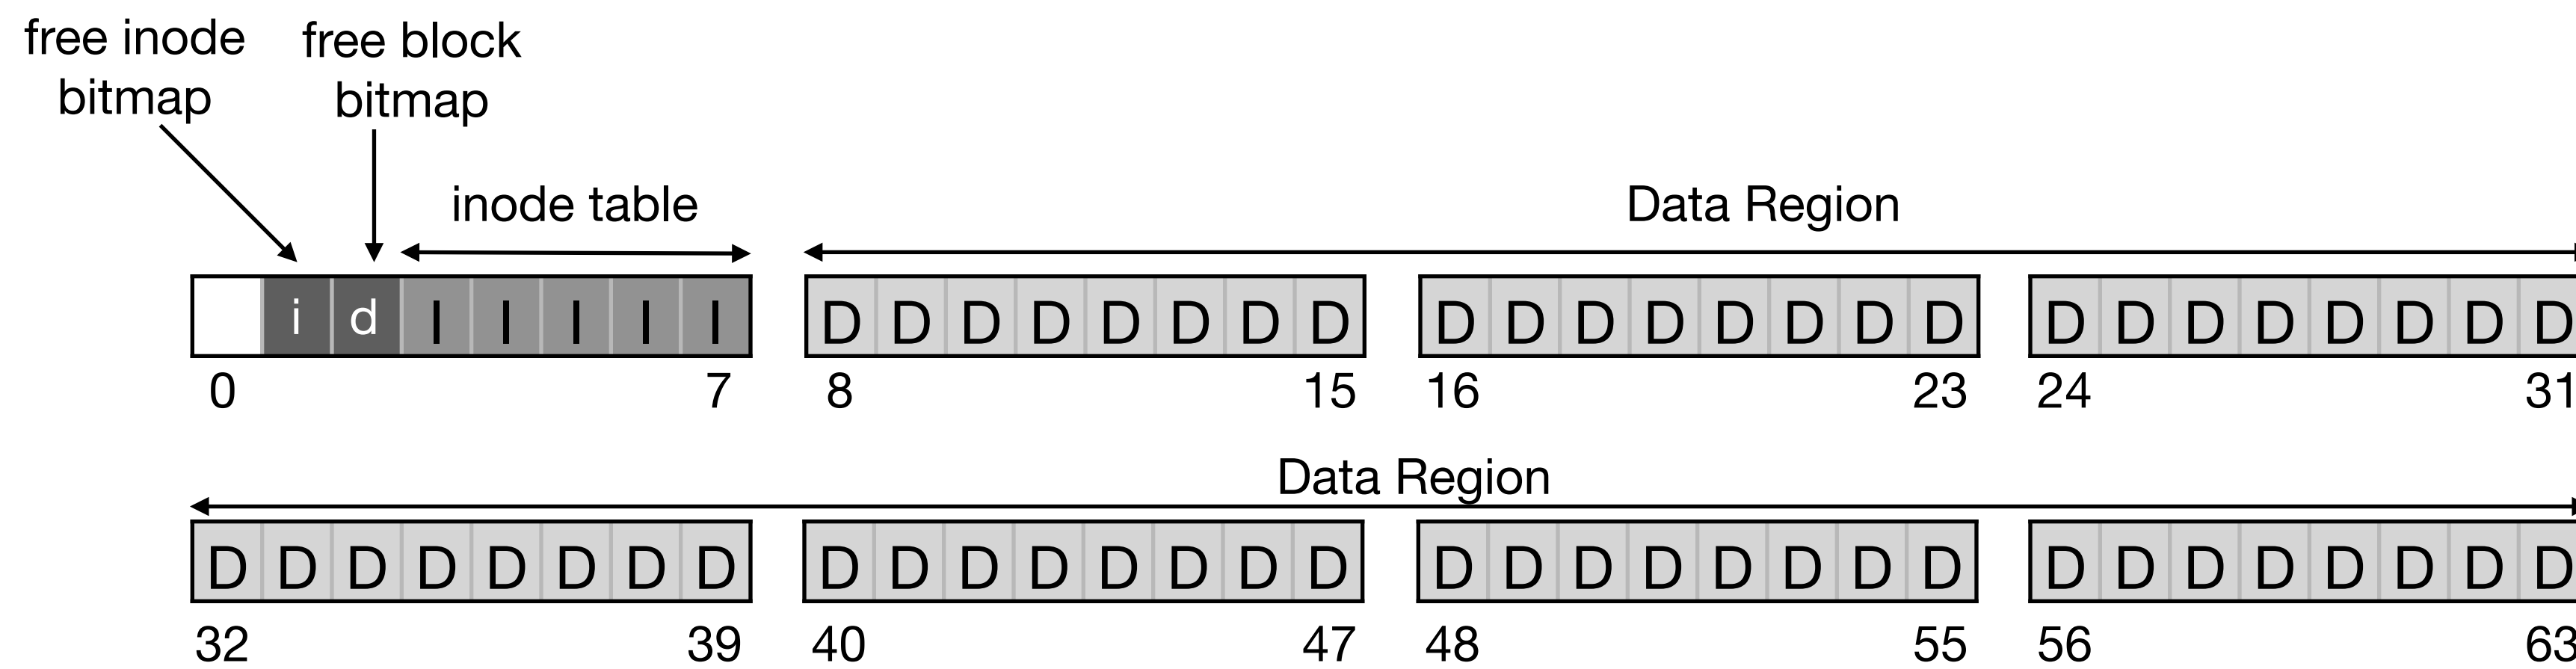 free inode
bitmap
free block
bitmap
inode table
Data Region
i d I I I I I
D D D D D D D D
D D D D D D D D
D D D D D D D D
0 7
8 15
16 23
24 31
Data Region
D D D D D D D D
D D D D D D D D
D D D D D D D D
D D D D D D D D
32 39
40 47
48 55
56 63